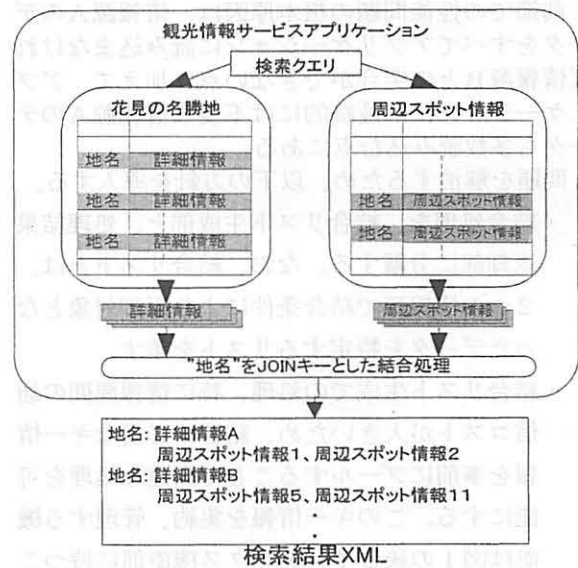 観光情報サービスアプリケーション
検索クエリ
花見の名勝地
周辺スポット情報
地名 詳細情報
地名 詳細情報
地名 詳細情報
地名 周辺スポット情報
地名 周辺スポット情報
詳細情報
周辺スポット情報
"地名"をJOINキーとした結合処理
地名:詳細情報A
周辺スポット情報1、周辺スポット情報2
地名:詳細情報B
周辺スポット情報5、周辺スポット情報11
・
・
検索結果XML